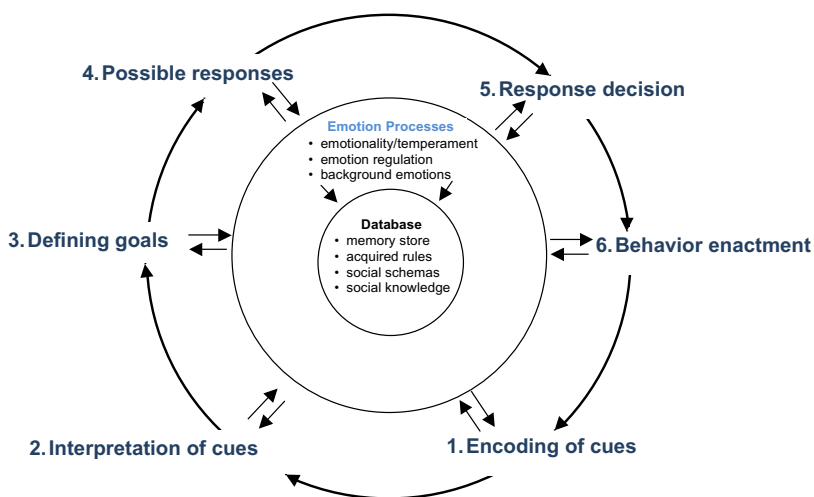 4. Possible responses
5. Response decision
Emotion Processes
• emotionality/temperament
• emotion regulation
• background emotions
Database
• memory store
• acquired rules
• social schemas
• social knowledge
3. Defining goals
6. Behavior enactment
2. Interpretation of cues
1. Encoding of cues